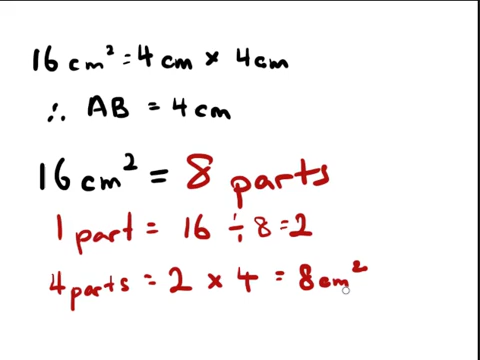 16 cm² = 4 cm × 4 cm
∴ AB = 4 cm
16 cm² = 8 parts
1 part = 16 ÷ 8 = 2
4 parts = 2 × 4 = 8 cm²